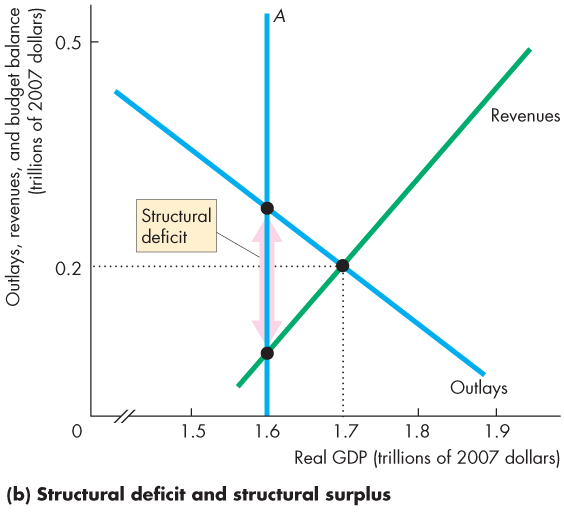 Outlays, revenues, and budget balance
(trillions of 2007 dollars)
0.5
A
Revenues
Structural
deficit
0.2
Outlays
0
1.5
1.6
1.7
1.8
1.9
Real GDP (trillions of 2007 dollars)
(b) Structural deficit and structural surplus